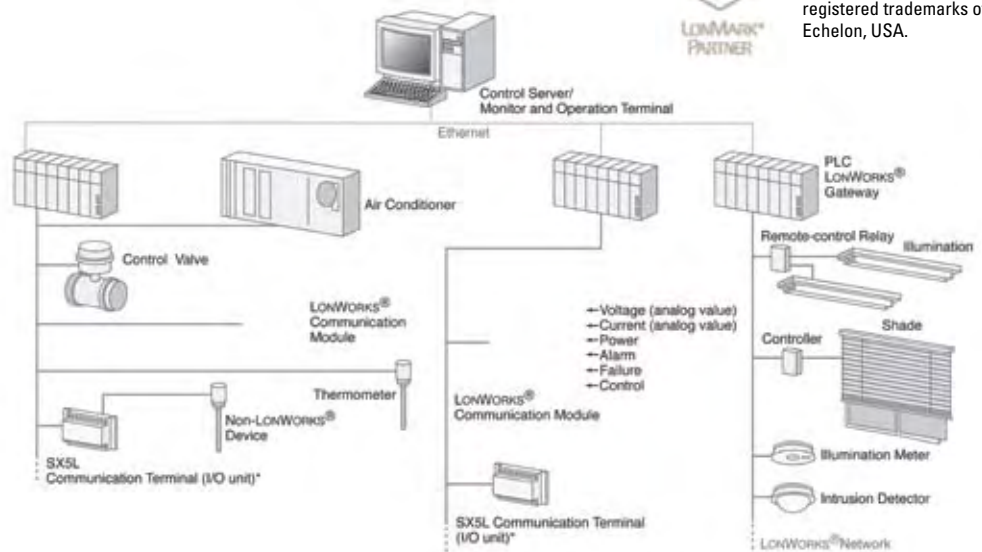 registered trademarks o
Echelon, USA.
LONMARK®
PARTNER
Control Server/
Monitor and Operation Terminal
Ethernet
PLC
LONWORKS®
Gateway
Air Conditioner
Remote-control Relay
Illumination
Control Valve
LONWORKS®
Communication
Module
←Voltage (analog value)
←Current (analog value)
←Power
←Alarm
←Failure
←Control
Shade
Controller
Thermometer
LONWORKS®
Communication Module
Non-LONWORKS®
Device
SX5L
Communication Terminal (I/O unit)*
Illumination Meter
Intrusion Detector
SX5L Communication Terminal
(I/O unit)*
LONWORKS®Network